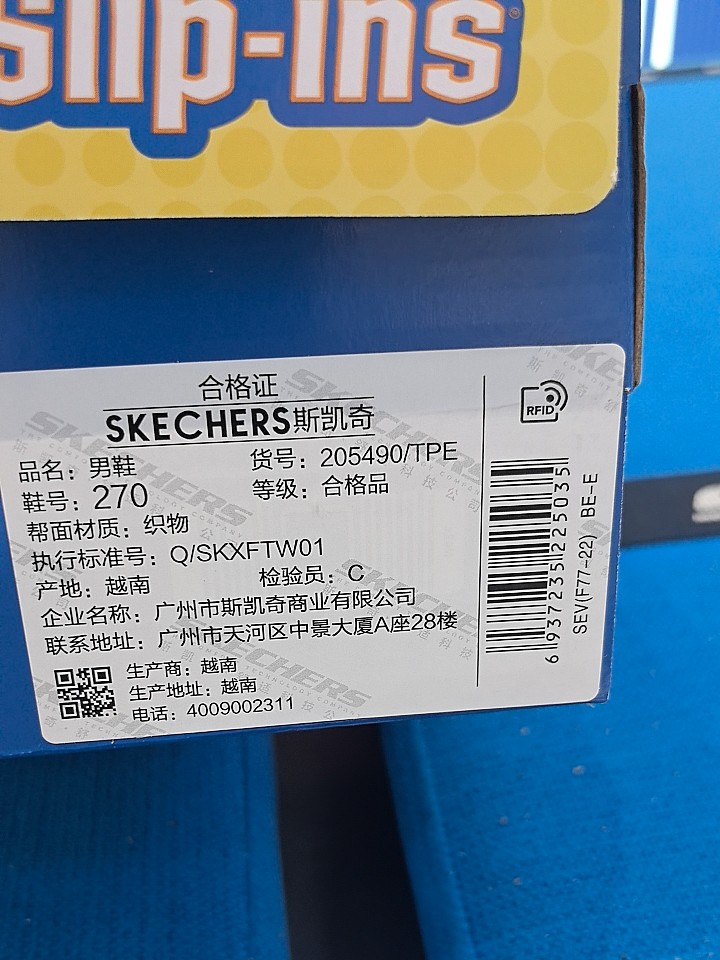 Slip-ins®
合格证
SKECHERS斯凯奇
品名：男鞋
货号：205490/TPE
鞋号：270
等级：合格品
帮面材质：织物
执行标准号：Q/SKXFTW01
产地：越南
检验员：C
企业名称：广州市斯凯奇商业有限公司
联系地址：广州市天河区中景大厦A座28楼
生产商：越南
生产地址：越南
电话：4009002311
RFID
6937235225035
SEV(F77-22) BE-E